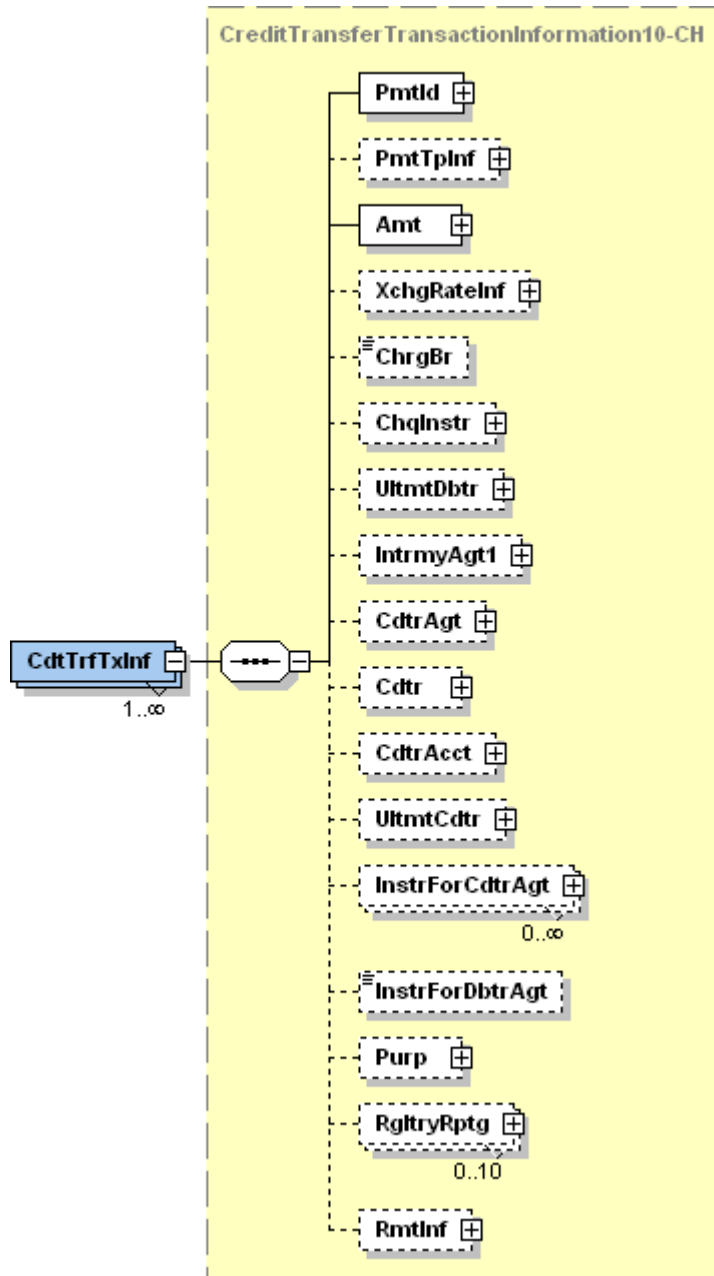 CreditTransferTransactionInformation10-CH
PmtId
PmtTpInf
Amt
XchgRateInf
ChrgBr
ChqInstr
UltmtDbtr
IntrmyAgt1
CdtrAgt
CdtTrfTxInf
1..∞
Cdtr
CdtrAcct
UltmtCdtr
InstrForCdtrAgt
0..∞
InstrForDbtrAgt
Purp
RgltryRptg
0..10
RmtInf